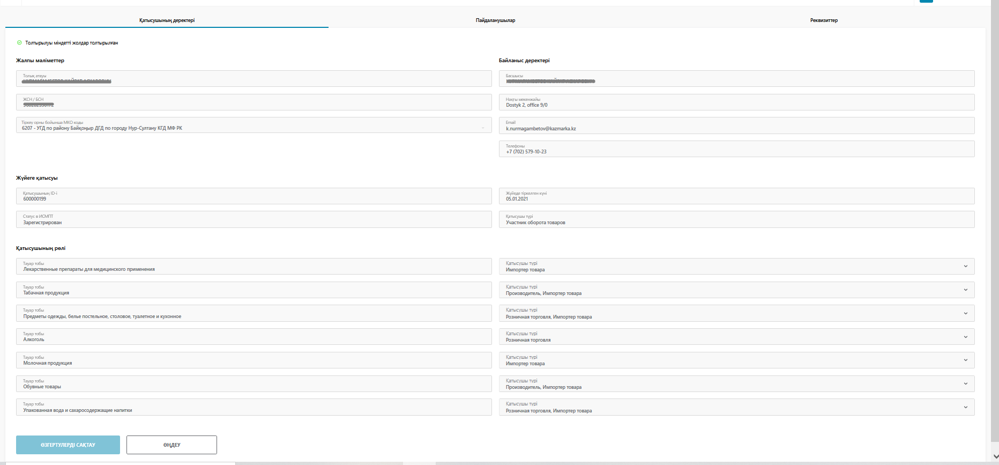 Қатысушының деректері
Пайдаланушылар
Реквизиттер
Толтырылуы міндетті жолдар толтырылған
Жалпы мәліметтер
Толық атауы
ЖСН / БСН
Тіркеу орны бойынша МКО коды
6207 - УГД по району Байқоңыр ДГД по городу Нур-Султану КГД МФ РК
Байланыс деректері
Басшысы
Нақты мекенжайы
Dostyk 2, office 9/0
Email
k.nurmagambetov@kazmarka.kz
Телефоны
+7 (702) 579-10-23
Жүйеге қатысуы
Қатысушының ID-і
600000199
Жүйеде тіркелген күні
05.01.2021
Статус в ИСМПТ
Зарегистрирован
Қатысушы түрі
Участник оборота товаров
Қатысушының рөлі
Тауар тобы
Лекарственные препараты для медицинского применения
Қатысушы түрі
Импортер товара
Тауар тобы
Табачная продукция
Қатысушы түрі
Производитель, Импортер товара
Тауар тобы
Предметы одежды, белье постельное, столовое, туалетное и кухонное
Қатысушы түрі
Розничная торговля, Импортер товара
Тауар тобы
Алкоголь
Қатысушы түрі
Розничная торговля
Тауар тобы
Молочная продукция
Қатысушы түрі
Импортер товара
Тауар тобы
Обувные товары
Қатысушы түрі
Производитель, Импортер товара
Тауар тобы
Упакованная вода и сахаросодержащие напитки
Қатысушы түрі
Розничная торговля, Импортер товара
ӨЗГЕРТУЛЕРДІ САҚТАУ
ӨҢДЕУ